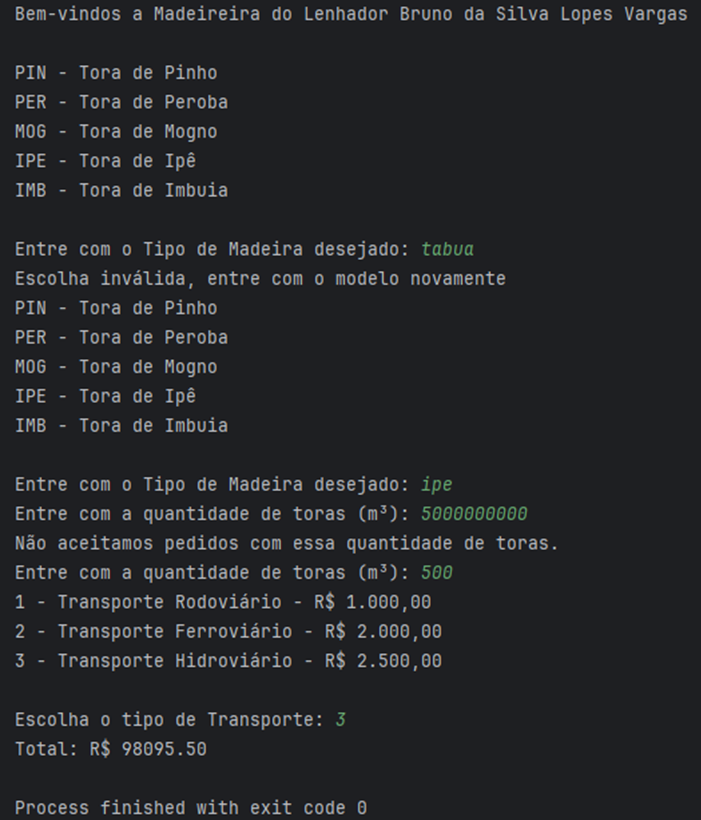 Bem-vindos a Madeireira do Lenhador Bruno da Silva Lopes Vargas
PIN - Tora de Pinho
PER - Tora de Peroba
MOG - Tora de Mogno
IPE - Tora de Ipê
IMB - Tora de Imbuia
Entre com o Tipo de Madeira desejado: tabua
Escolha inválida, entre com o modelo novamente
PIN - Tora de Pinho
PER - Tora de Peroba
MOG - Tora de Mogno
IPE - Tora de Ipê
IMB - Tora de Imbuia
Entre com o Tipo de Madeira desejado: ipe
Entre com a quantidade de toras (m³): 5000000000
Não aceitamos pedidos com essa quantidade de toras.
Entre com a quantidade de toras (m³): 500
1 - Transporte Rodoviário - R$ 1.000,00
2 - Transporte Ferroviário - R$ 2.000,00
3 - Transporte Hidroviário - R$ 2.500,00
Escolha o tipo de Transporte: 3
Total: R$ 98095.50
Process finished with exit code 0